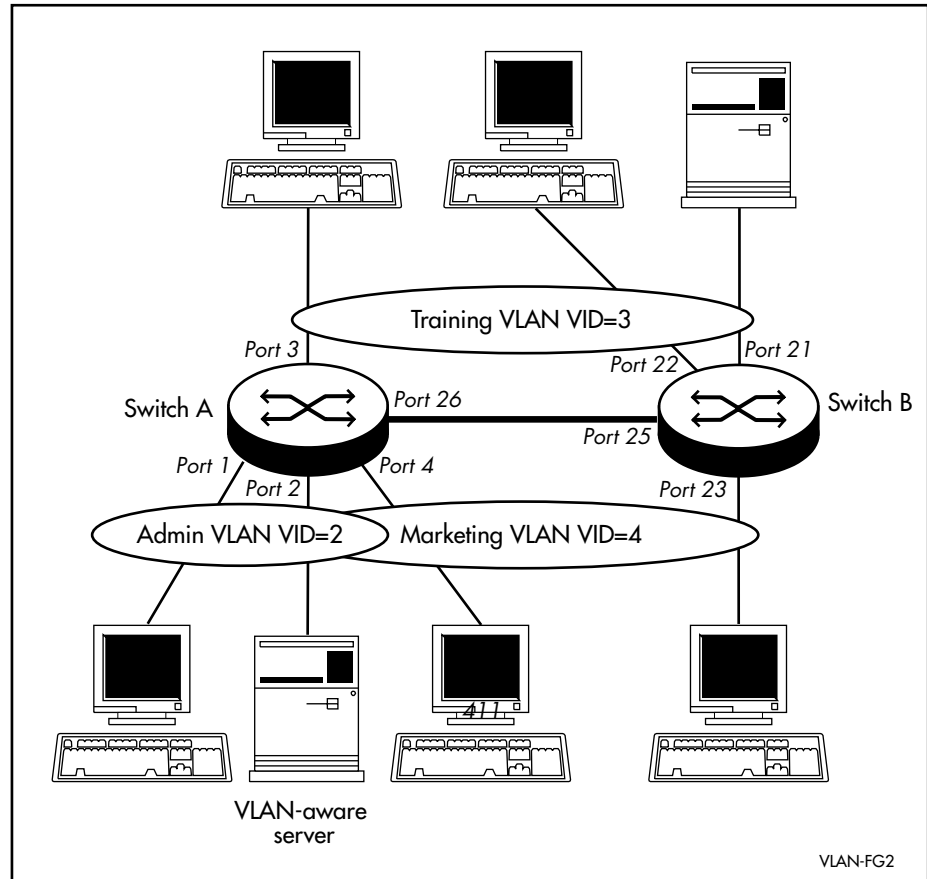 Training VLAN VID=3
Port 3
Port 22
Port 21
Switch A
Port 26
Switch B
Port 25
Port 1
Port 2
Port 4
Port 23
Admin VLAN VID=2
Marketing VLAN VID=4
411
VLAN-aware
server
VLAN-FG2